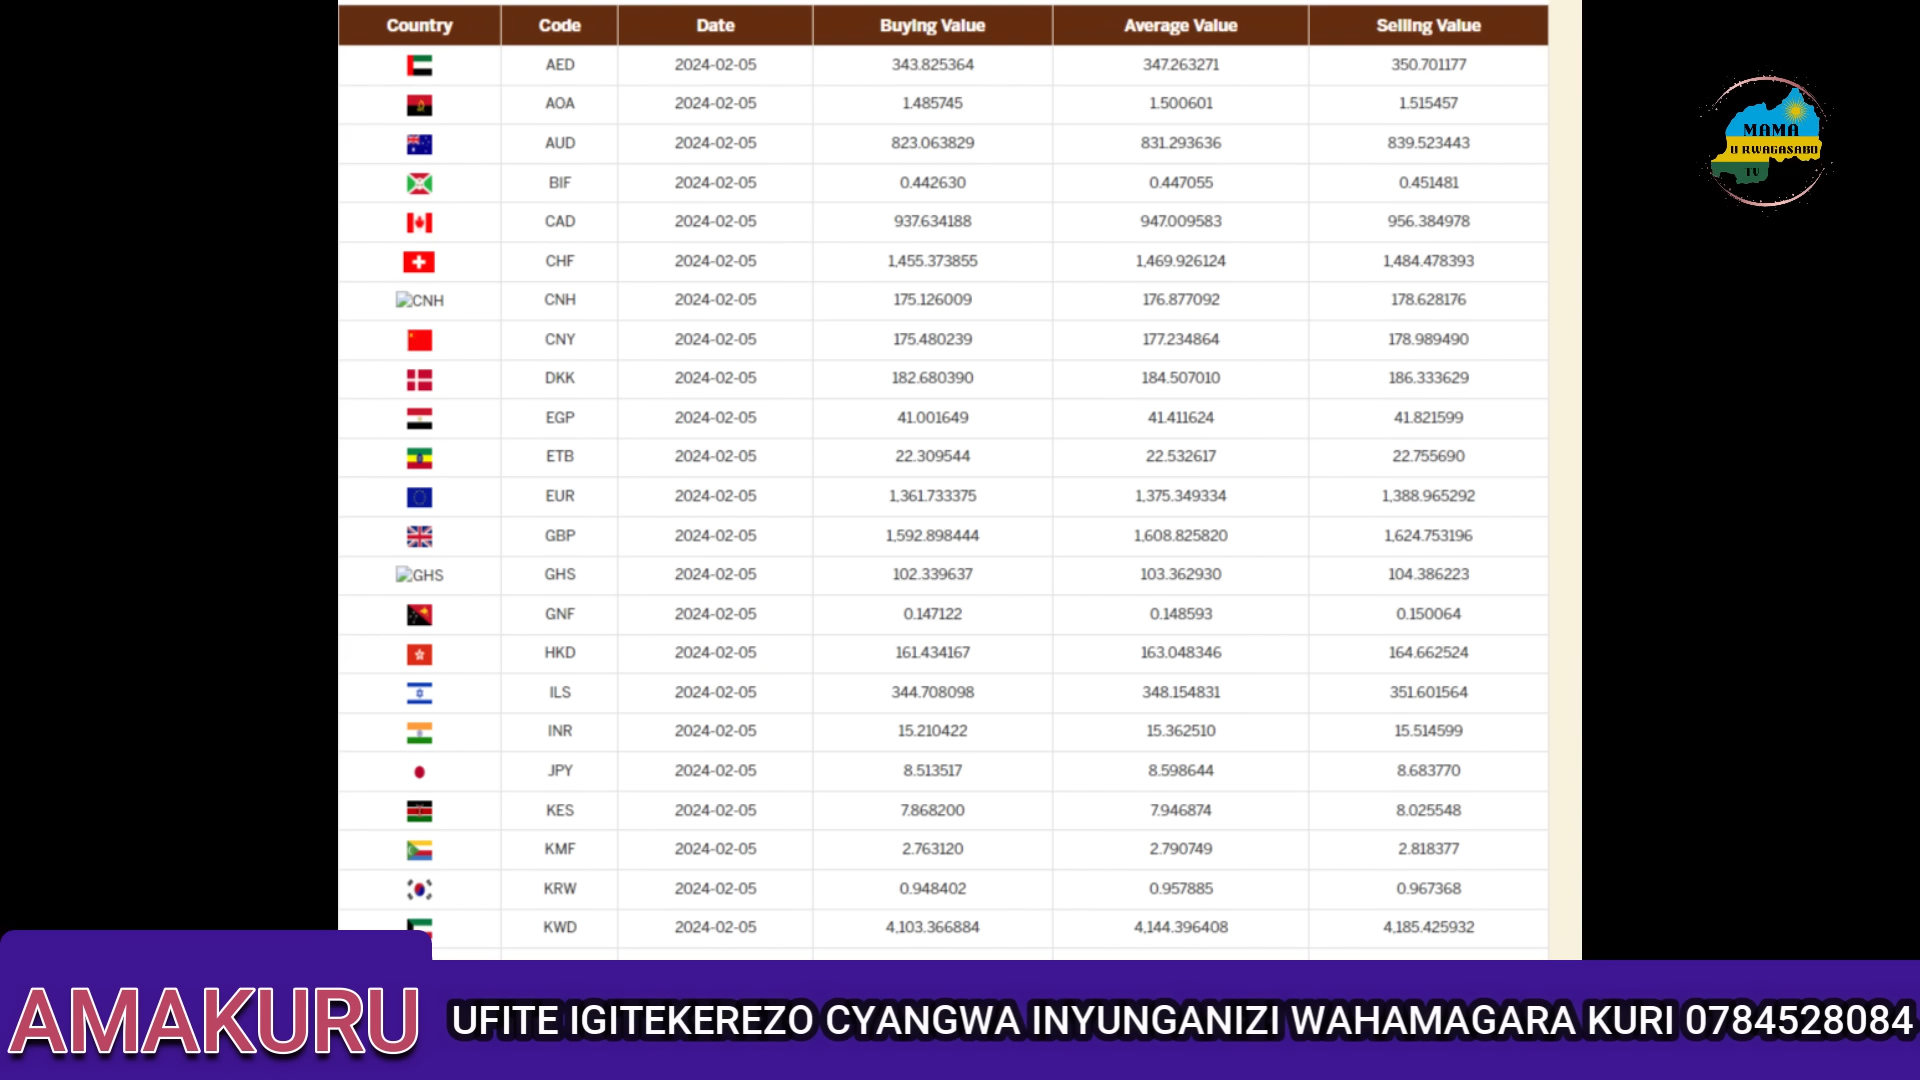 Country Code Date Buying Value Average Value Selling Value
AED 2024-02-05 343.825364 347.263271 350.701177
AOA 2024-02-05 1.485745 1.500601 1.515457
AUD 2024-02-05 823.063829 831.293636 839.523443
BIF 2024-02-05 0.442630 0.447055 0.451481
CAD 2024-02-05 937.634188 947.009583 956.384978
CHF 2024-02-05 1,455.373855 1,469.926124 1,484.478393
CNH CNH 2024-02-05 175.126009 176.877092 178.628176
CNY 2024-02-05 175.480239 177.234864 178.989490
DKK 2024-02-05 182.680390 184.507010 186.333629
EGP 2024-02-05 41.001649 41.411624 41.821599
ETB 2024-02-05 22.309544 22.532617 22.755690
EUR 2024-02-05 1,361.733375 1,375.349334 1,388.965292
GBP 2024-02-05 1,592.898444 1,608.825820 1,624.753196
GHS GHS 2024-02-05 102.339637 103.362930 104.386223
GNF 2024-02-05 0.147122 0.148593 0.150064
HKD 2024-02-05 161.434167 163.048346 164.662524
ILS 2024-02-05 344.708098 348.154831 351.601564
INR 2024-02-05 15.210422 15.362510 15.514599
JPY 2024-02-05 8.513517 8.598644 8.683770
KES 2024-02-05 7.868200 7.946874 8.025548
KMF 2024-02-05 2.763120 2.790749 2.818377
KRW 2024-02-05 0.948402 0.957885 0.967368
KWD 2024-02-05 4,103.366884 4,144.396408 4,185.425932
MAMA
U RWAGASABU
TV
AMAKURU
UFITE IGITEKEREZO CYANGWA INYUNGANIZI WAHAMAGARA KURI 0784528084